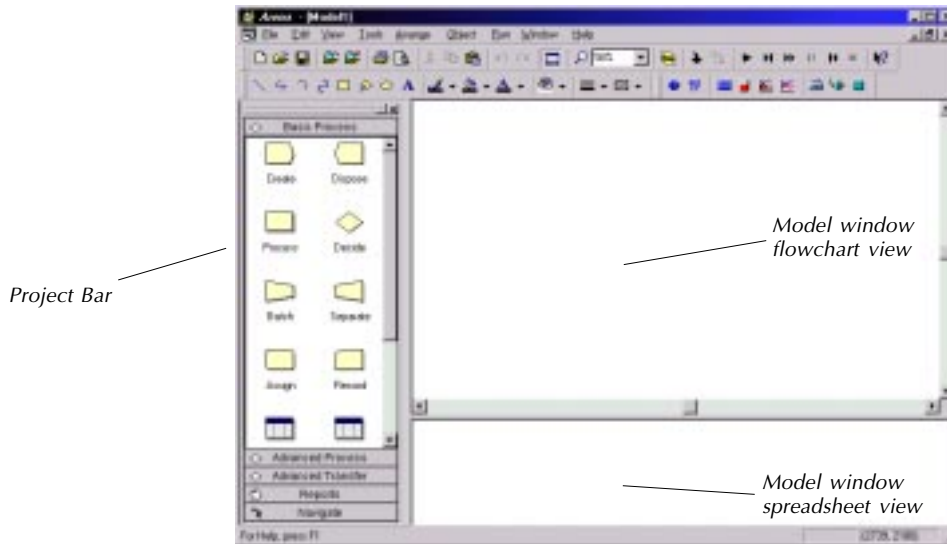 Arena - [Model1]
File Edit View Tools Arrange Object Run Window Help
Basic Process
Create Dispose
Process Decide
Model window
flowchart view
Project Bar
Batch Separate
Assign Record
Advanced Process
Advanced Transfer
Reports
Navigate
Model window
spreadsheet view
For Help, press F1